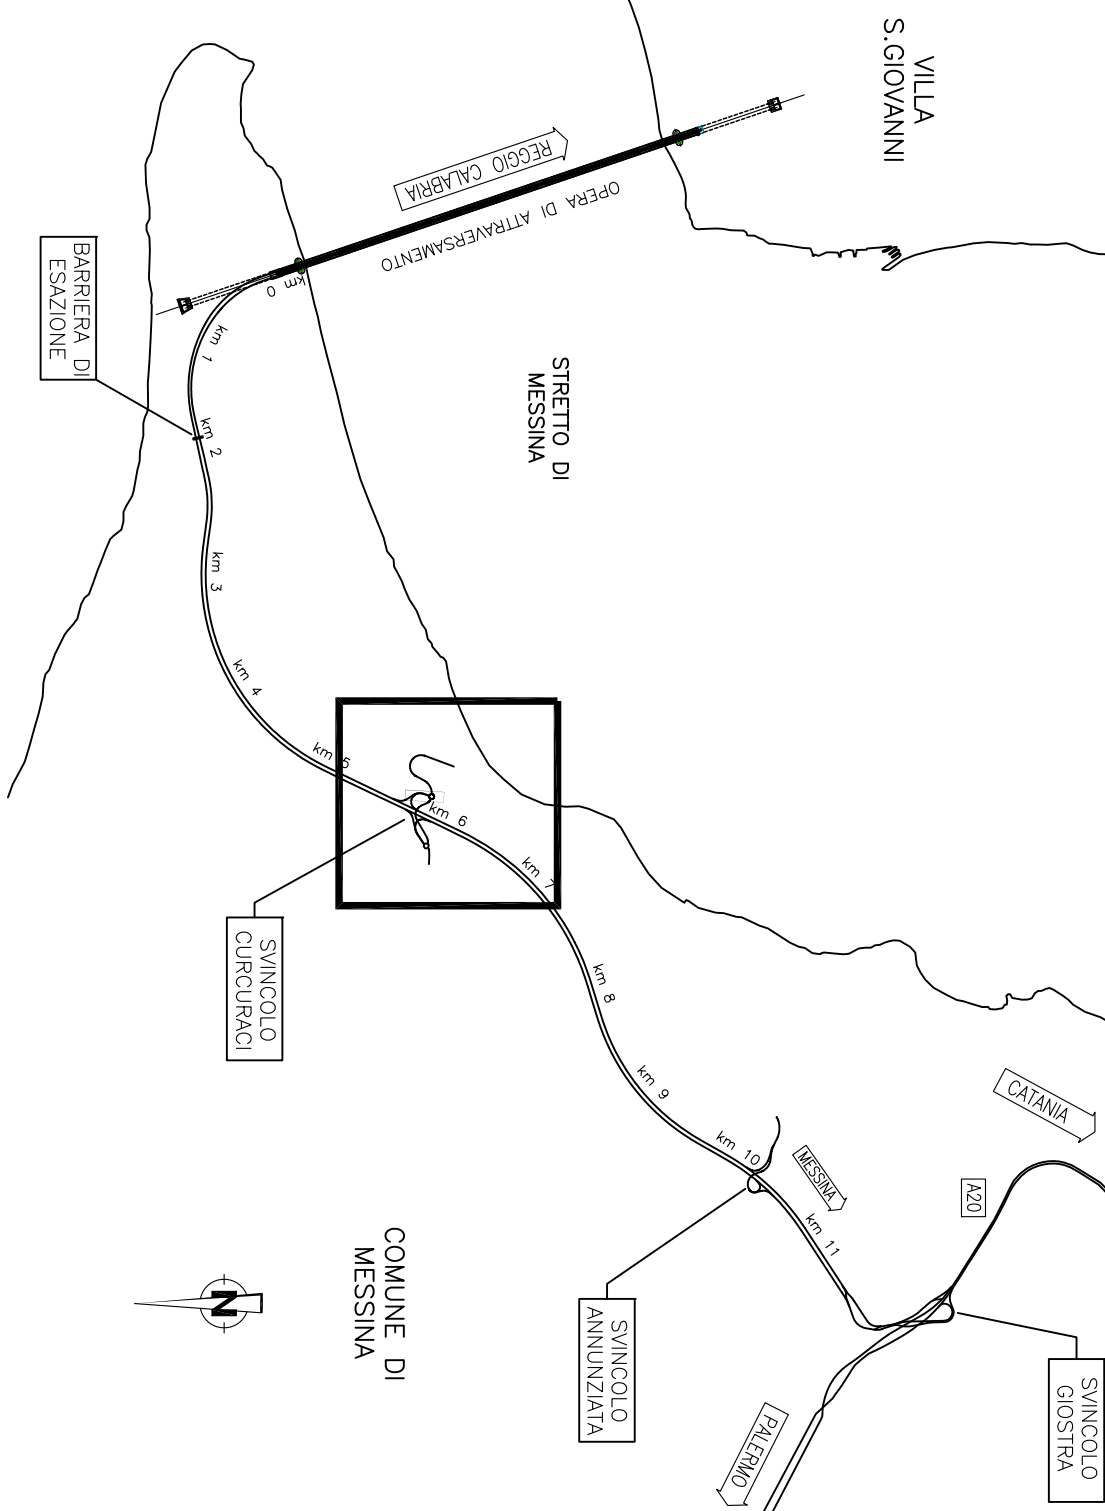 VILLA
S.GIOVANNI
REGGIO CALABRIA
OPERA DI ATTRAVERSAMENTO
km 0
km 1
BARRIERA DI
ESAZIONE
km 2
STRETTO DI
MESSINA
km 3
km 4
km 5
km 6
km 7
SVINCOLO
CURCURACI
km 8
km 9
km 10
MESSINA
CATANIA
A20
km 11
SVINCOLO
ANNUNZIATA
SVINCOLO
GIOSTRA
PALERMO
COMUNE DI
MESSINA
N